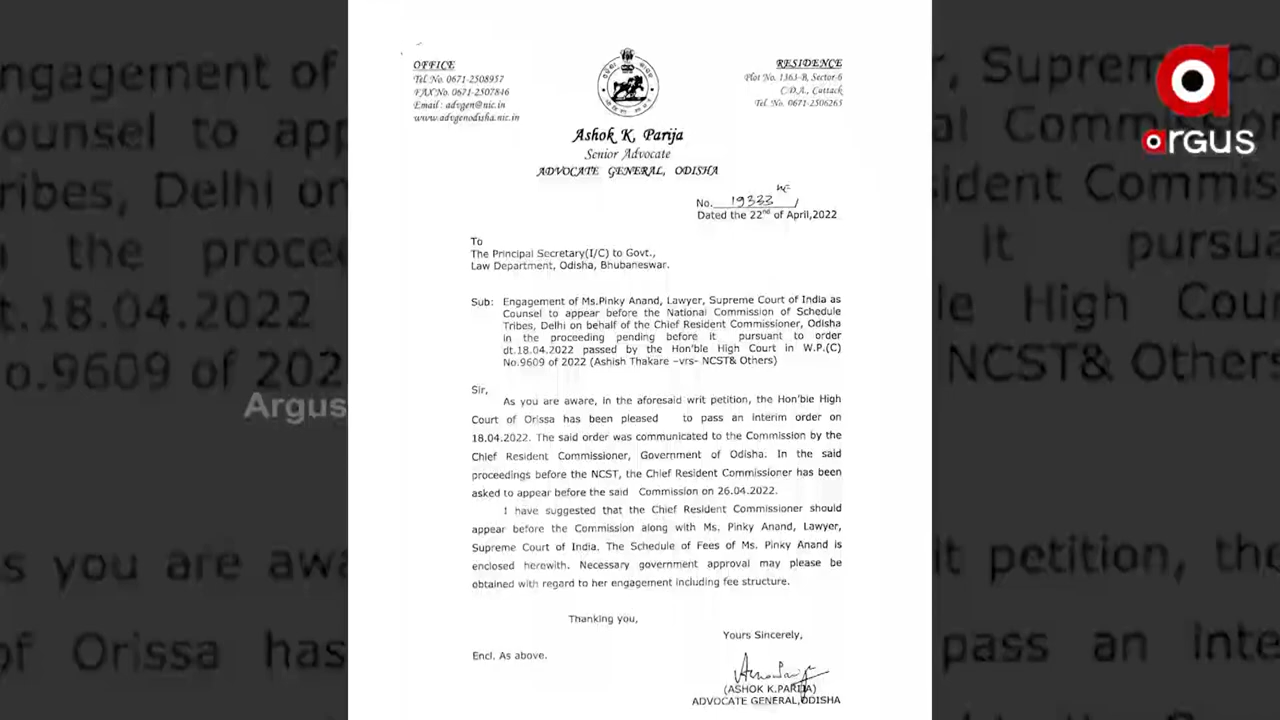 OFFICE
Tel No. 0671-2508957
FAX No. 0671-2507846
Email : advgen@nic.in
www.advgenodisha.nic.in
RESIDENCE
Plot No. 1363-B, Sector-6
C.D.A., Cuttack
Tel. No. 0671-2506265
Ashok K. Parija
Senior Advocate
ADVOCATE GENERAL, ODISHA
No. 19333/
Dated the 22nd of April,2022
To
The Principal Secretary(I/C) to Govt.,
Law Department, Odisha, Bhubaneswar.
Sub: Engagement of Ms.Pinky Anand, Lawyer, Supreme Court of India as
Counsel to appear before the National Commission of Schedule
Tribes, Delhi on behalf of the Chief Resident Commissioner, Odisha
in the proceeding pending before it pursuant to order
dt.18.04.2022 passed by the Hon'ble High Court in W.P.(C)
No.9609 of 2022 (Ashish Thakare –vrs- NCST& Others)
Sir,
As you are aware, in the aforesaid writ petition, the Hon'ble High
Court of Orissa has been pleased to pass an interim order on
18.04.2022. The said order was communicated to the Commission by the
Chief Resident Commissioner, Government of Odisha. In the said
proceedings before the NCST, the Chief Resident Commissioner has been
asked to appear before the said Commission on 26.04.2022.
I have suggested that the Chief Resident Commissioner should
appear before the Commission along with Ms. Pinky Anand, Lawyer,
Supreme Court of India. The Schedule of Fees of Ms. Pinky Anand is
enclosed herewith. Necessary government approval may please be
obtained with regard to her engagement including fee structure.
Thanking you,
Yours Sincerely,
Encl. As above.
(ASHOK K.PARIJA)
ADVOCATE GENERAL,ODISHA
argus
Argus